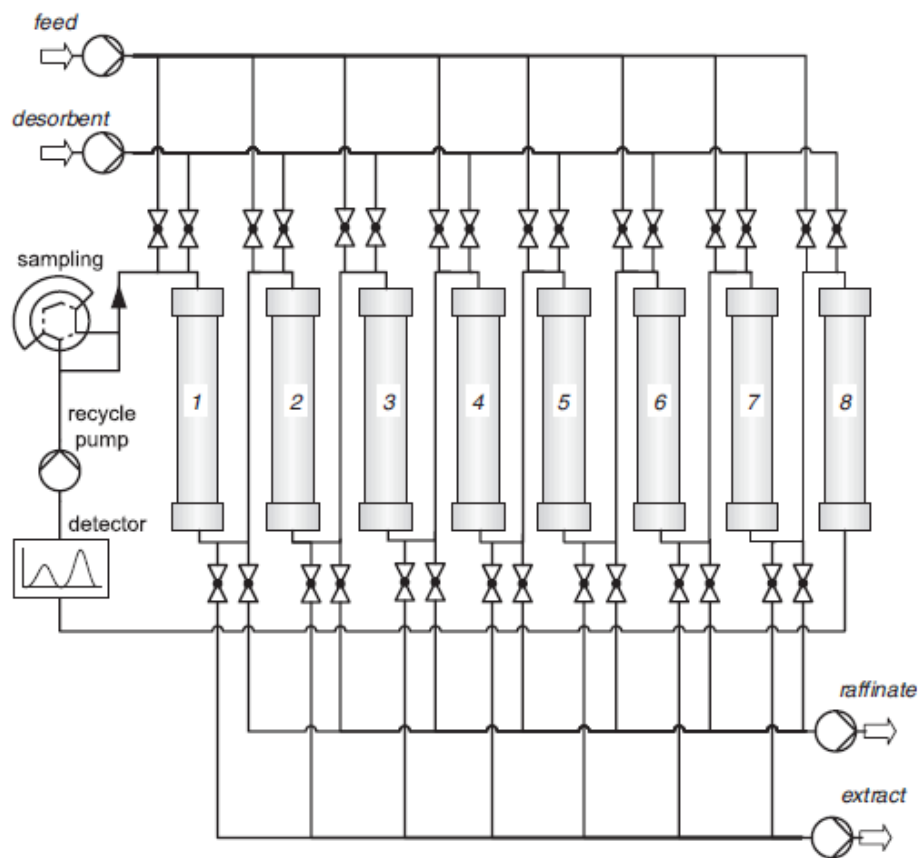 feed
desorbent
sampling
1
2
3
4
5
6
7
8
recycle
pump
detector
raffinate
extract